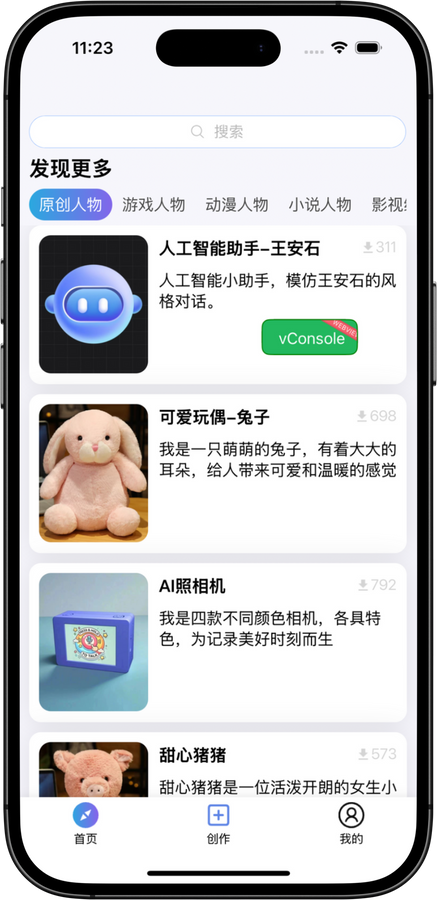 11:23
搜索
发现更多
原创人物 游戏人物 动漫人物 小说人物 影视
人工智能助手-王安石 311
人工智能小助手，模仿王安石的风
格对话。
vConsole
WEBVIEW
可爱玩偶-兔子 698
我是一只萌萌的兔子，有着大大的
耳朵，给人带来可爱和温暖的感觉
AI照相机 792
我是四款不同颜色相机，各具特
色，为记录美好时刻而生
甜心猪猪 573
甜心猪猪是一位活泼开朗的女生小
首页 创作 我的